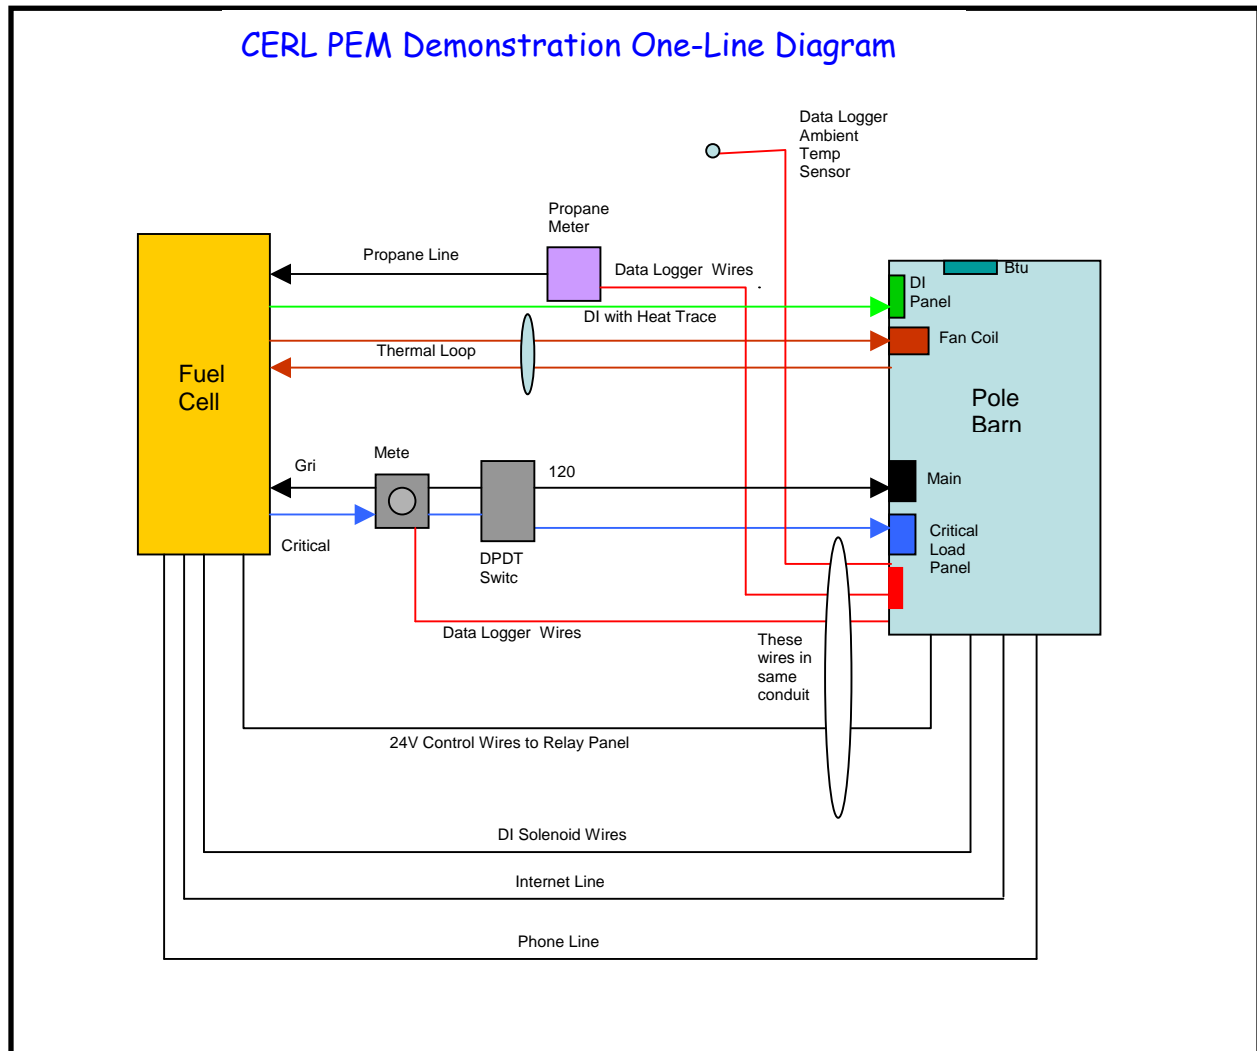 CERL PEM Demonstration One-Line Diagram
Data Logger
Ambient
Temp
Sensor
Propane
Meter
Propane Line
Data Logger  Wires
Btu
DI
Panel
DI with Heat Trace
Fan Coil
Thermal Loop
Fuel
Cell
Pole
Barn
Mete
Gri
120
Main
Critical
Load
Panel
Critical
DPDT
Switc
Data Logger  Wires
These
wires in
same
conduit
24V Control Wires to Relay Panel
DI Solenoid Wires
Internet Line
Phone Line